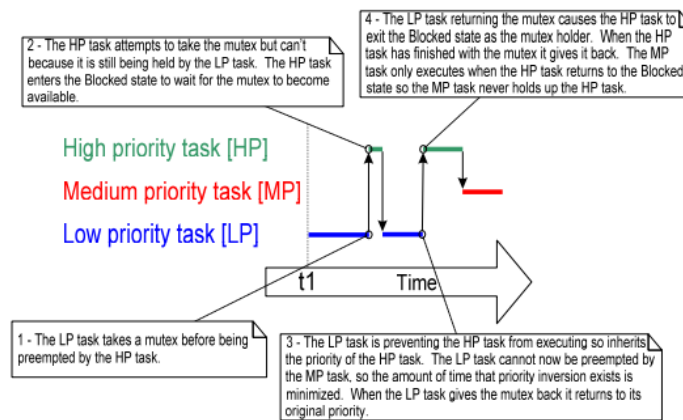 2 - The HP task attempts to take the mutex but can't
because it is still being held by the LP task. The HP task
enters the Blocked state to wait for the mutex to become
available.
4 - The LP task returning the mutex causes the HP task to
exit the Blocked state as the mutex holder. When the HP
task has finished with the mutex it gives it back. The MP
task only executes when the HP task returns to the Blocked
state so the MP task never holds up the HP task.
High priority task [HP]
Medium priority task [MP]
Low priority task [LP]
t1
Time
1 - The LP task takes a mutex before being
preempted by the HP task.
3 - The LP task is preventing the HP task from executing so inherits
the priority of the HP task. The LP task cannot now be preempted by
the MP task, so the amount of time that priority inversion exists is
minimized. When the LP task gives the mutex back it returns to its
original priority.